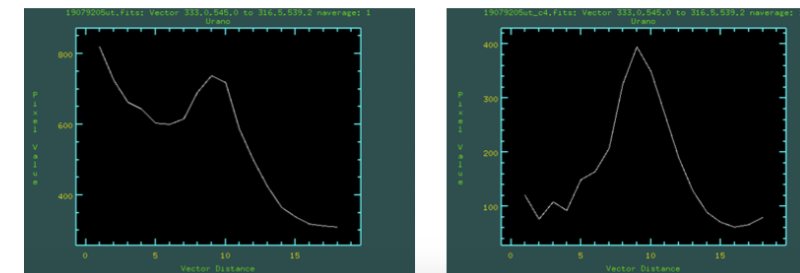 19079205ut.fits: Vector 333.0,545.0 to 316.5,539.2 naverage: 1
Urano
800
600
400
Pixel Value
0 5 10 15
Vector Distance
19079205ut_c4.fits: Vector 333.0,545.0 to 316.5,539.2 naverage:
Urano
400
300
200
100
Pixel Value
0 5 10 15
Vector Distance